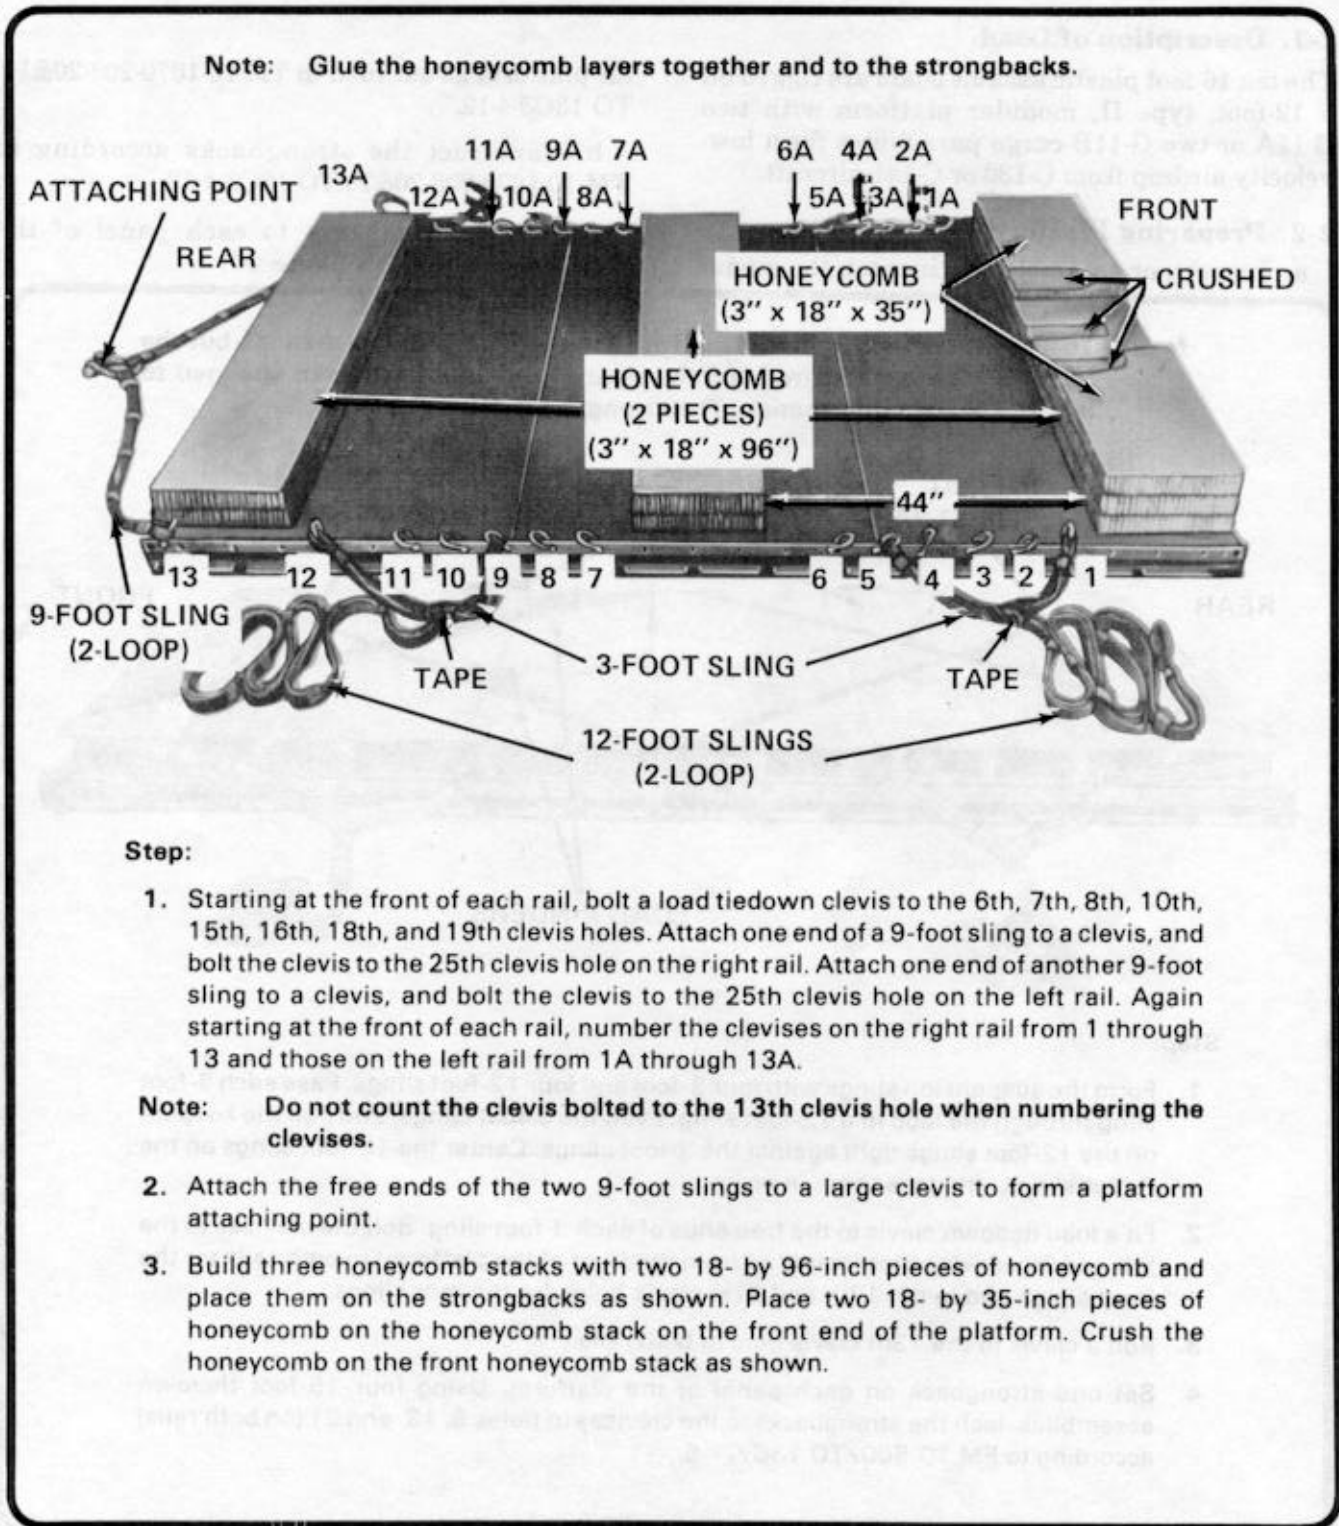 Note: Glue the honeycomb layers together and to the strongbacks.
11A 9A 7A 6A 4A 2A
13A
12A 10A 8A 5A 3A 1A
ATTACHING POINT
REAR
FRONT
HONEYCOMB
(3" x 18" x 35")
CRUSHED
HONEYCOMB
(2 PIECES)
(3" x 18" x 96")
44"
13 12 11 10 9 8 7 6 5 4 3 2 1
9-FOOT SLING
(2-LOOP)
TAPE
3-FOOT SLING
TAPE
12-FOOT SLINGS
(2-LOOP)
Step:
1. Starting at the front of each rail, bolt a load tiedown clevis to the 6th, 7th, 8th, 10th,
15th, 16th, 18th, and 19th clevis holes. Attach one end of a 9-foot sling to a clevis, and
bolt the clevis to the 25th clevis hole on the right rail. Attach one end of another 9-foot
sling to a clevis, and bolt the clevis to the 25th clevis hole on the left rail. Again
starting at the front of each rail, number the clevises on the right rail from 1 through
13 and those on the left rail from 1A through 13A.
Note: Do not count the clevis bolted to the 13th clevis hole when numbering the
clevises.
2. Attach the free ends of the two 9-foot slings to a large clevis to form a platform
attaching point.
3. Build three honeycomb stacks with two 18- by 96-inch pieces of honeycomb and
place them on the strongbacks as shown. Place two 18- by 35-inch pieces of
honeycomb on the honeycomb stack on the front end of the platform. Crush the
honeycomb on the front honeycomb stack as shown.